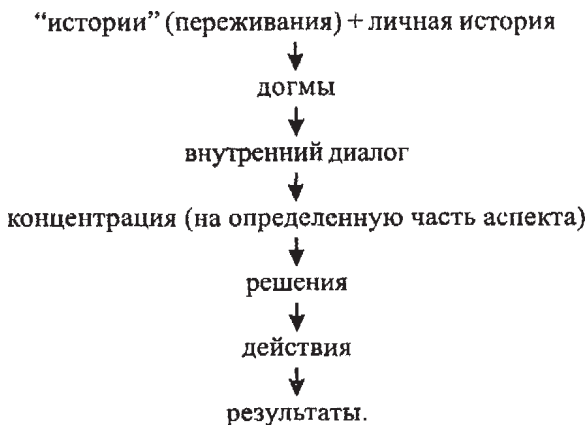 “истории” (переживания) + личная история
догмы
внутренний диалог
концентрация (на определенную часть аспекта)
решения
действия
результаты.